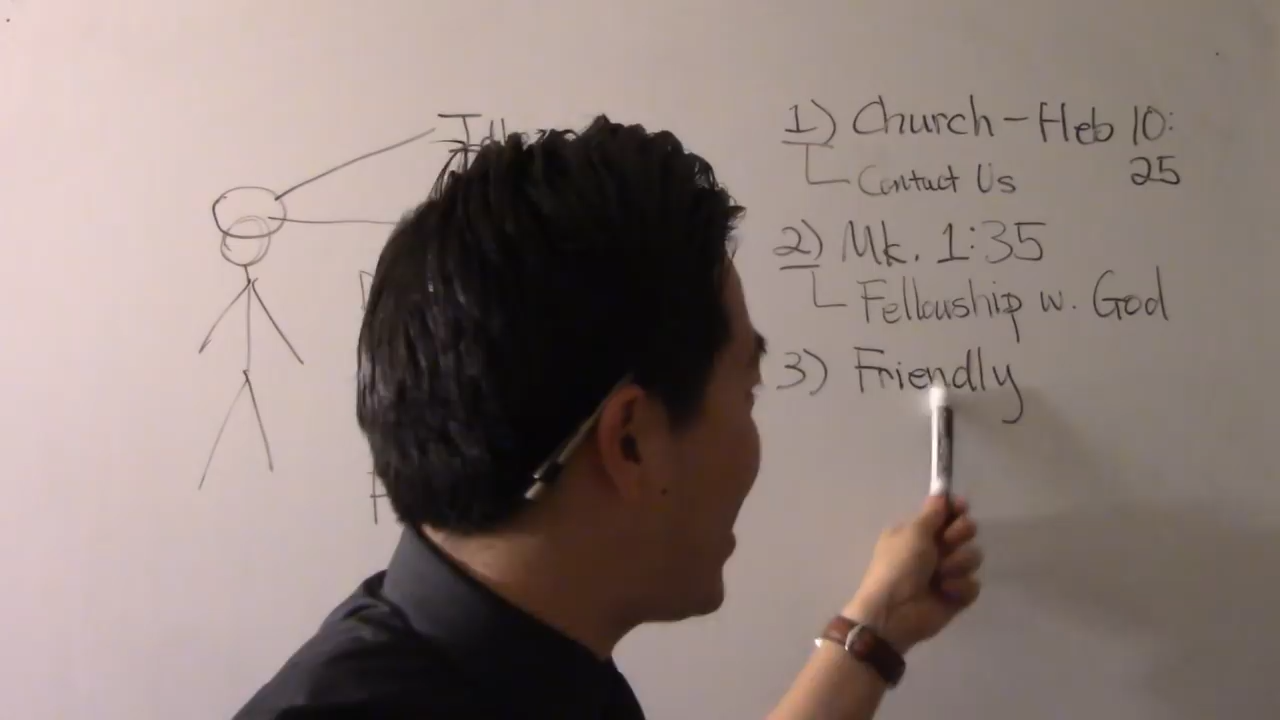 1) Church - Heb 10:
25
Contact Us
2) Mk. 1:35
Fellowship w. God
3) Friendly